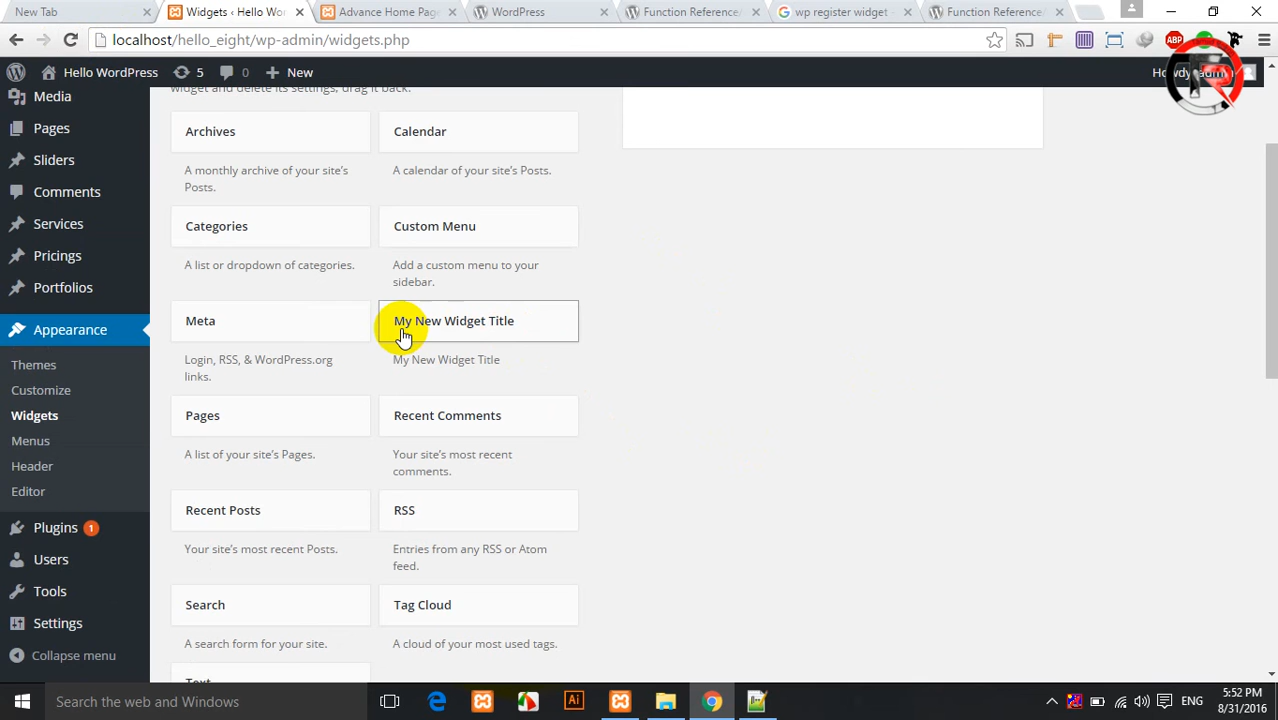 New Tab
Widgets ‹ Hello Wor
Advance Home Page
WordPress
Function Reference/
wp register widget -
Function Reference/
localhost/hello_eight/wp-admin/widgets.php
ABP
Hello WordPress
5
0
New
widget and delete its settings, drag it back.
Media
Pages
Sliders
Comments
Services
Pricings
Portfolios
Appearance
Themes
Customize
Widgets
Menus
Header
Editor
Plugins 1
Users
Tools
Settings
Collapse menu
Archives
Calendar
A monthly archive of your site's
Posts.
A calendar of your site's Posts.
Categories
Custom Menu
A list or dropdown of categories.
Add a custom menu to your
sidebar.
Meta
My New Widget Title
Login, RSS, & WordPress.org
links.
My New Widget Title
Pages
Recent Comments
A list of your site's Pages.
Your site's most recent
comments.
Recent Posts
RSS
Your site's most recent Posts.
Entries from any RSS or Atom
feed.
Search
Tag Cloud
A search form for your site.
A cloud of your most used tags.
Text
Search the web and Windows
Ai
ENG
5:52 PM
8/31/2016